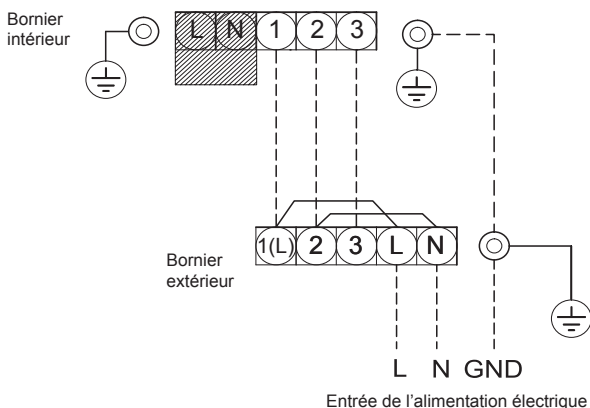 Bornier
intérieur
L N 1 2 3
1(L) 2 3 L N
Bornier
extérieur
L N GND
Entrée de l'alimentation électrique